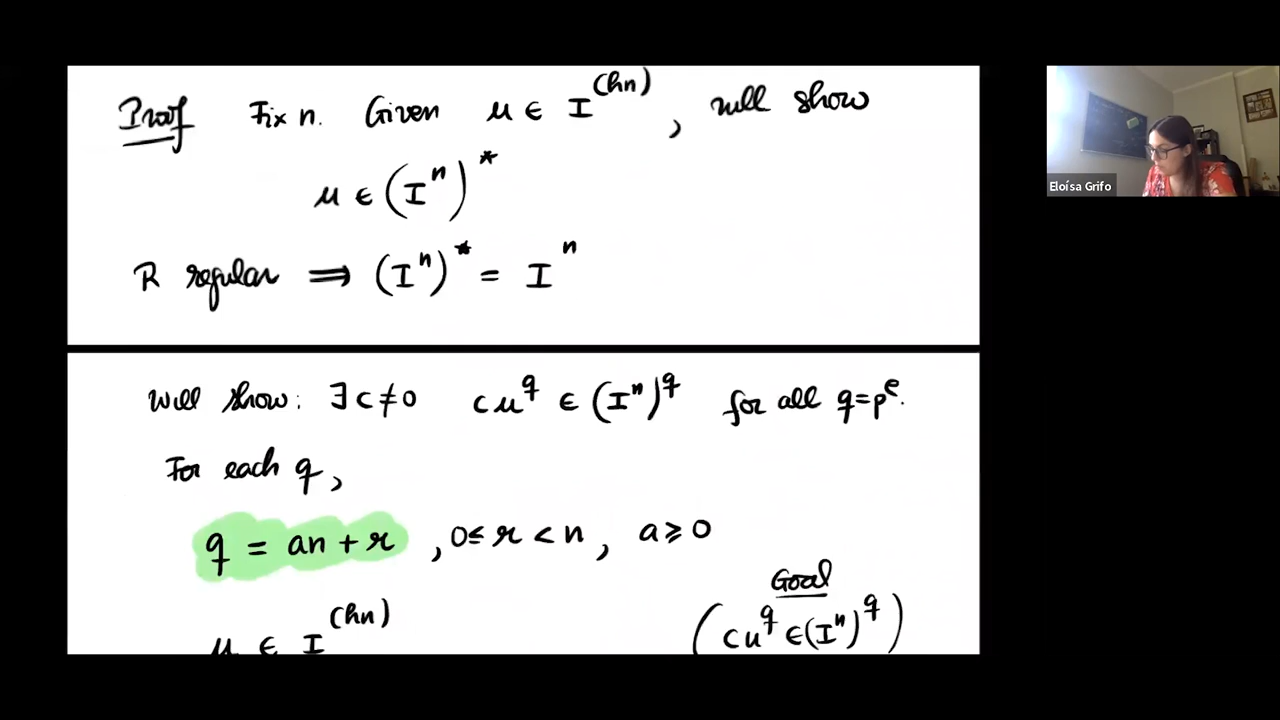 Proof Fix n. Given u ∈ I^(hn), will show
u ∈ (I^n)^*
R regular ⟹ (I^n)^* = I^n
Will show: ∃ c ≠ 0 cu^q ∈ (I^n)^q for all q=p^e.
For each q,
q = an + r, 0 ≤ r < n, a ⩾ 0
Goal
u ∈ I^(hn) (cu^q ∈ (I^n)^q)
Eloísa Grifo